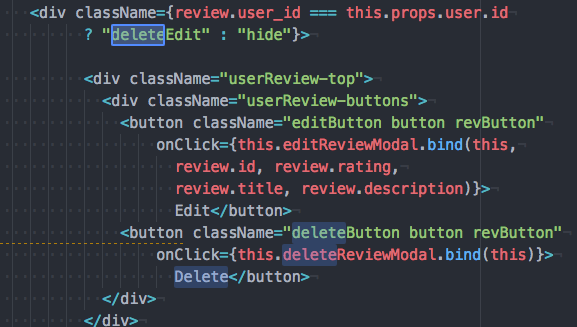 <div className={review.user_id === this.props.user.id
? "deleteEdit" : "hide"}>
<div className="userReview-top">
<div className="userReview-buttons">
<button className="editButton button revButton"
onClick={this.editReviewModal.bind(this,
review.id, review.rating,
review.title, review.description)}>
Edit</button>
<button className="deleteButton button revButton"
onClick={this.deleteReviewModal.bind(this)}>
Delete</button>
</div>
</div>